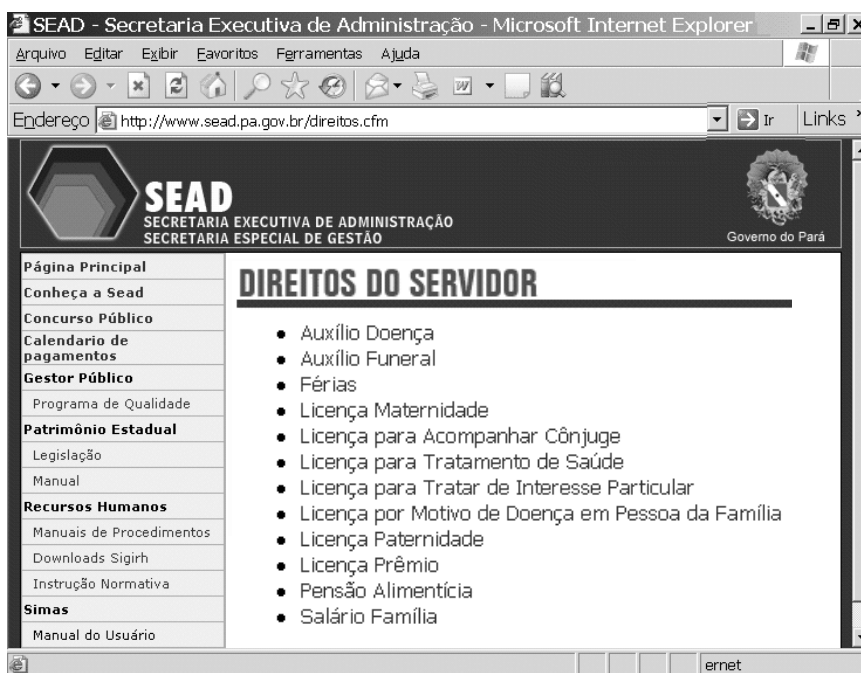 SEAD - Secretaria Executiva de Administração - Microsoft Internet Explorer
Arquivo Editar Exibir Favoritos Ferramentas Ajuda
Endereço http://www.sead.pa.gov.br/direitos.cfm Ir Links
SEAD
SECRETARIA EXECUTIVA DE ADMINISTRAÇÃO
SECRETARIA ESPECIAL DE GESTÃO
Governo do Pará
Página Principal
Conheça a Sead
Concurso Público
Calendario de
pagamentos
Gestor Público
Programa de Qualidade
Patrimônio Estadual
Legislação
Manual
Recursos Humanos
Manuais de Procedimentos
Downloads Sigirh
Instrução Normativa
Simas
Manual do Usuário
DIREITOS DO SERVIDOR
• Auxílio Doença
• Auxílio Funeral
• Férias
• Licença Maternidade
• Licença para Acompanhar Cônjuge
• Licença para Tratamento de Saúde
• Licença para Tratar de Interesse Particular
• Licença por Motivo de Doença em Pessoa da Família
• Licença Paternidade
• Licença Prêmio
• Pensão Alimentícia
• Salário Família
ernet